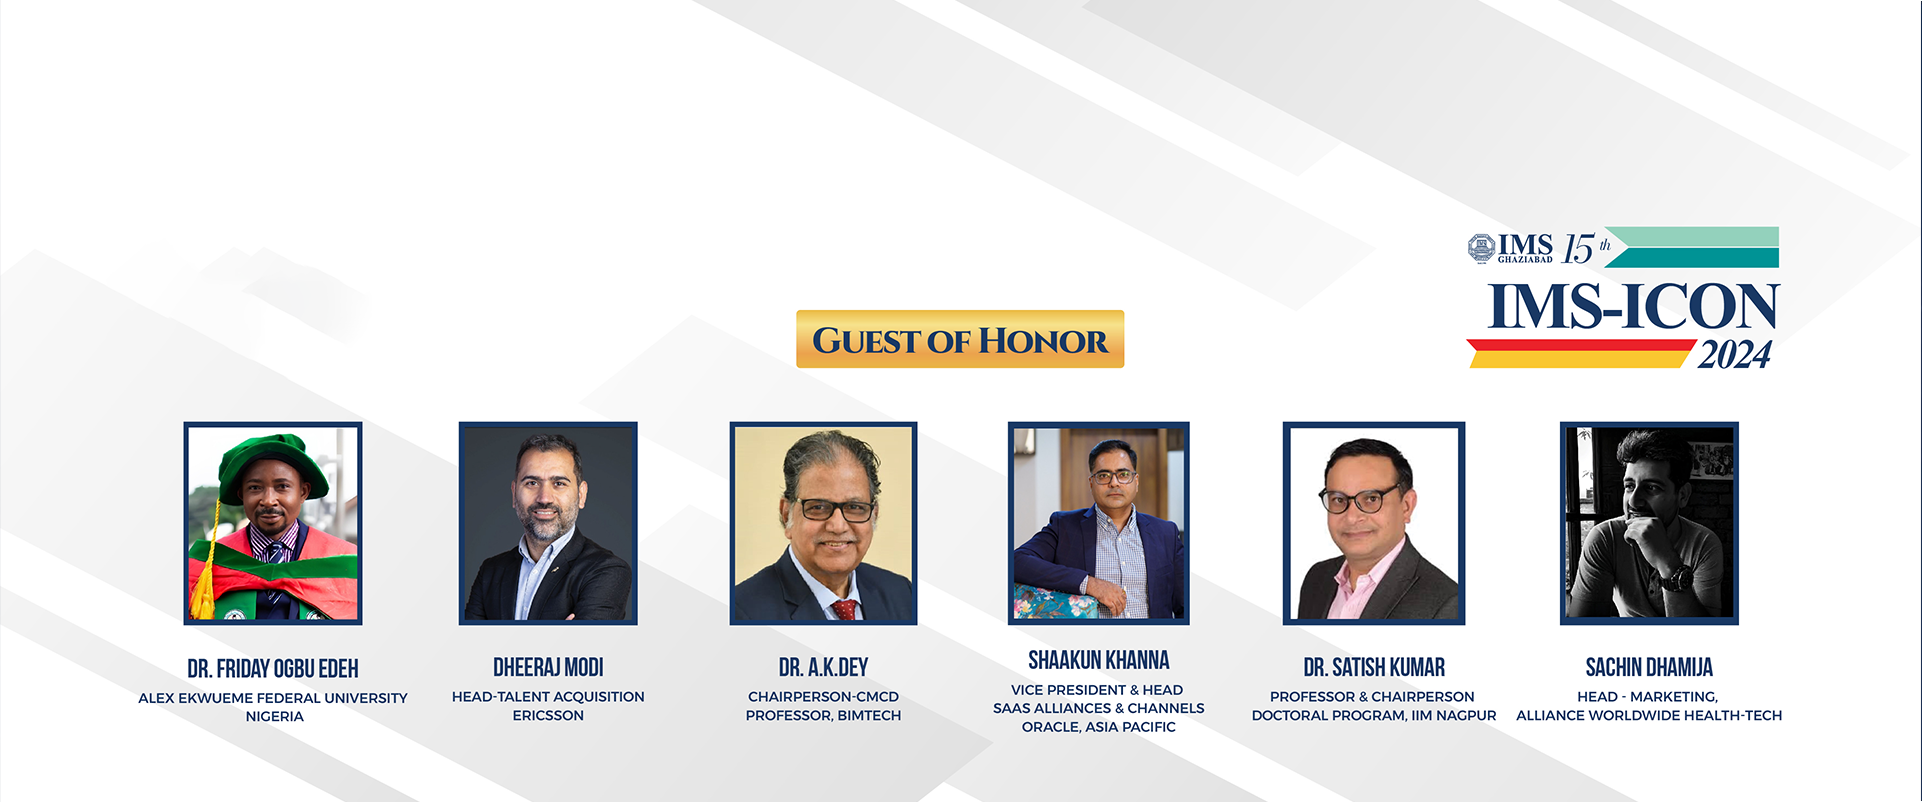 IMS 15th
GHAZIABAD
IMS-ICON
2024
GUEST OF HONOR
DR. FRIDAY OGBU EDEH
ALEX EKWUEME FEDERAL UNIVERSITY
NIGERIA
DHEERAJ MODI
HEAD-TALENT ACQUISITION
ERICSSON
DR. A.K.DEY
CHAIRPERSON-CMCD
PROFESSOR, BIMTECH
SHAAKUN KHANNA
VICE PRESIDENT & HEAD
SAAS ALLIANCES & CHANNELS
ORACLE, ASIA PACIFIC
DR. SATISH KUMAR
PROFESSOR & CHAIRPERSON
DOCTORAL PROGRAM, IIM NAGPUR
SACHIN DHAMIJA
HEAD - MARKETING,
ALLIANCE WORLDWIDE HEALTH-TECH